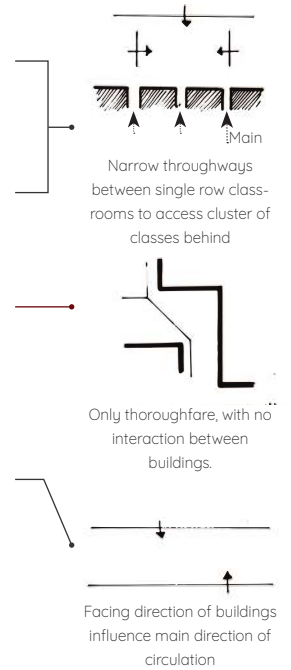 Main
Narrow throughways
between single row class-
rooms to access cluster of
classes behind
Only thoroughfare, with no
interaction between
buildings.
Facing direction of buildings
influence main direction of
circulation